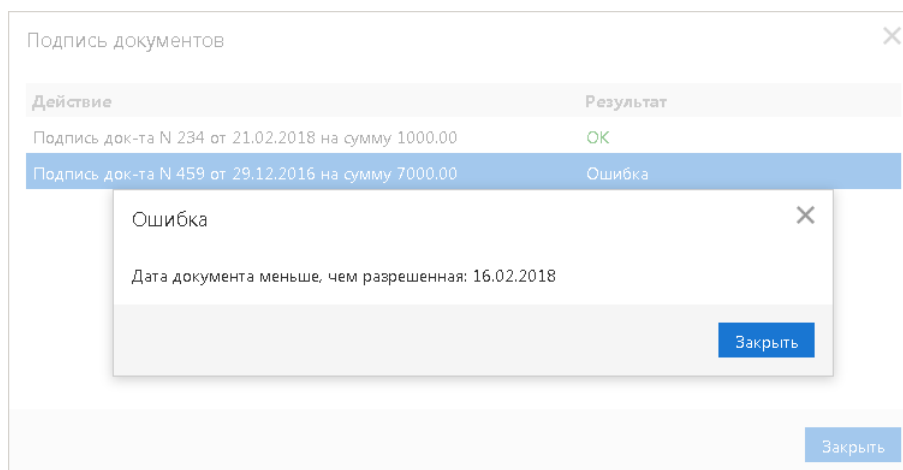 Подпись документов
Действие Результат
Подпись док-та N 234 от 21.02.2018 на сумму 1000.00 OK
Подпись док-та N 459 от 29.12.2016 на сумму 7000.00 Ошибка
Ошибка
Дата документа меньше, чем разрешенная: 16.02.2018
Закрыть
Закрыть